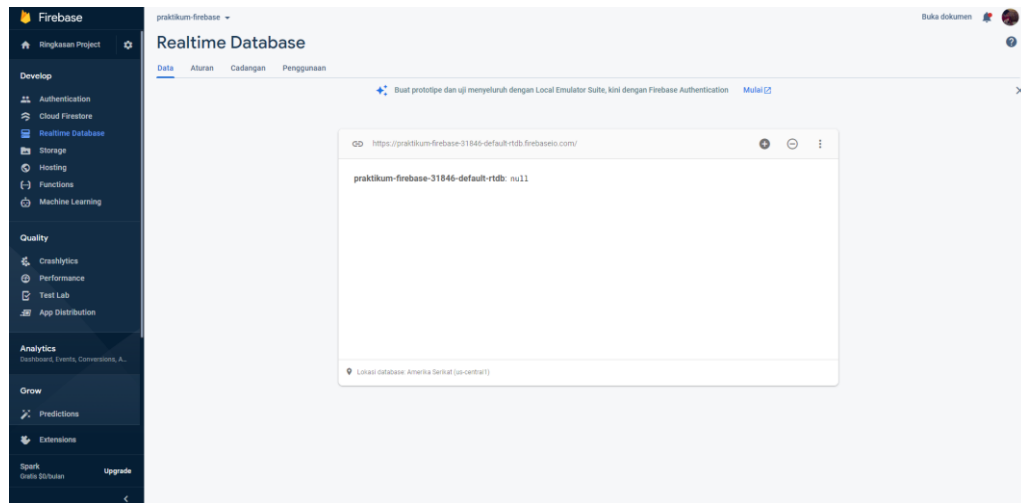 Firebase
praktikum-firebase
Buka dokumen
Ringkasan Project
Realtime Database
Data Aturan Cadangan Penggunaan
Develop
Authentication
Cloud Firestore
Realtime Database
Storage
Hosting
Functions
Machine Learning
Buat prototipe dan uji menyeluruh dengan Local Emulator Suite, kini dengan Firebase Authentication Mulai
https://praktikum-firebase-31846-default-rtdb.firebaseio.com/
praktikum-firebase-31846-default-rtdb: null
Lokasi database: Amerika Serikat (us-central1)
Quality
Crashlytics
Performance
Test Lab
App Distribution
Analytics
Dashboard, Events, Conversions, A...
Grow
Predictions
Extensions
Spark
Gratis $0/bulan
Upgrade